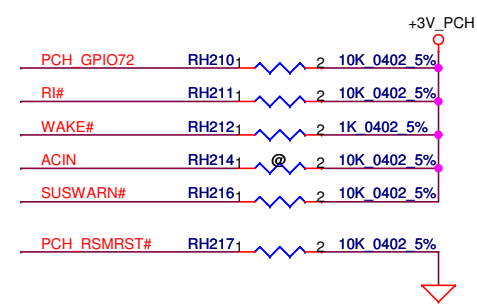 +3V_PCH
PCH_GPIO72 RH210 1 2 10K_0402_5%
RI# RH211 1 2 10K_0402_5%
WAKE# RH212 1 2 1K_0402_5%
ACIN RH214 1 @ 2 10K_0402_5%
SUSWARN# RH216 1 2 10K_0402_5%
PCH_RSMRST# RH217 1 2 10K_0402_5%